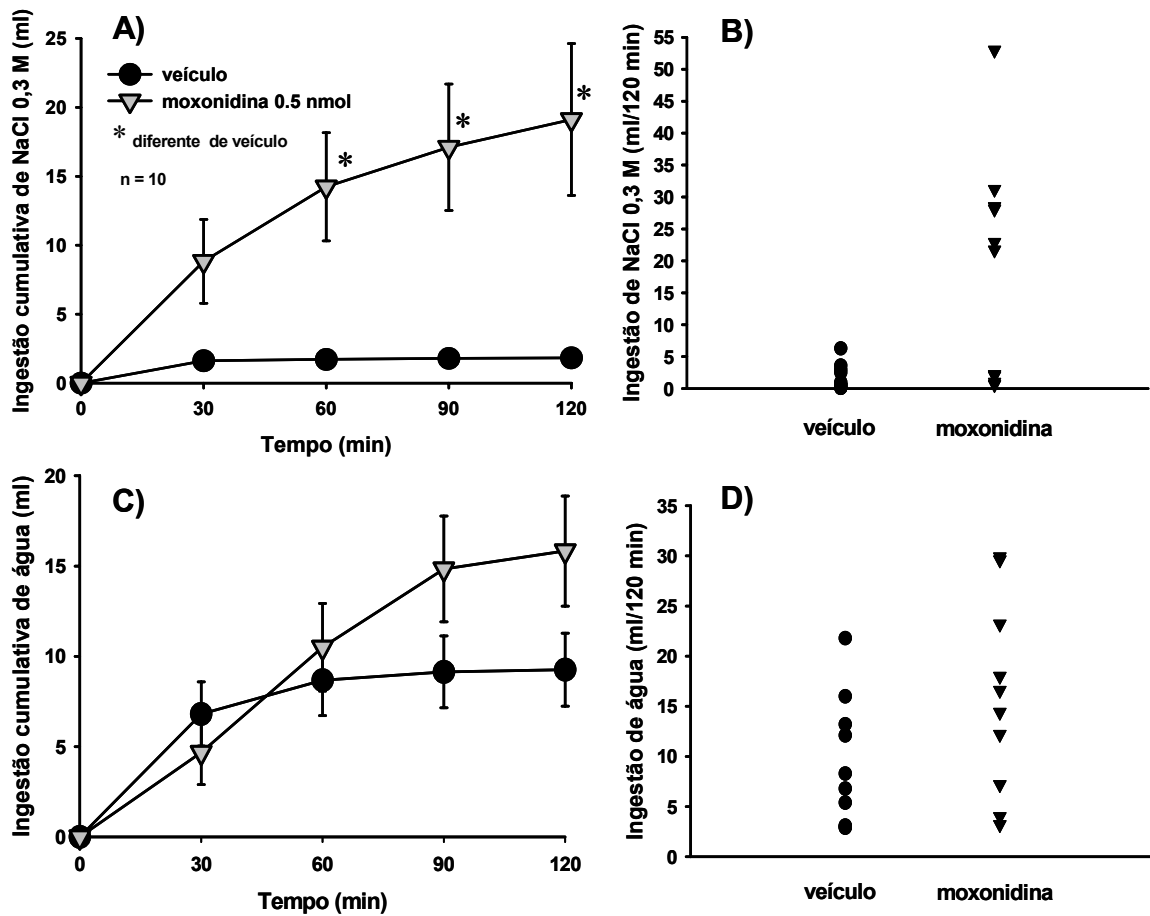 A)
Ingestão cumulativa de NaCl 0,3 M (ml)
25
20
15
10
5
0
veículo
moxonidina 0.5 nmol
* diferente de veículo
n = 10
*
*
*
0 30 60 90 120
Tempo (min)
B)
Ingestão de NaCl 0,3 M (ml/120 min)
55
50
45
40
35
30
25
20
15
10
5
0
veículo moxonidina
C)
Ingestão cumulativa de água (ml)
20
15
10
5
0
0 30 60 90 120
Tempo (min)
D)
Ingestão de água (ml/120 min)
35
30
25
20
15
10
5
0
veículo moxonidina